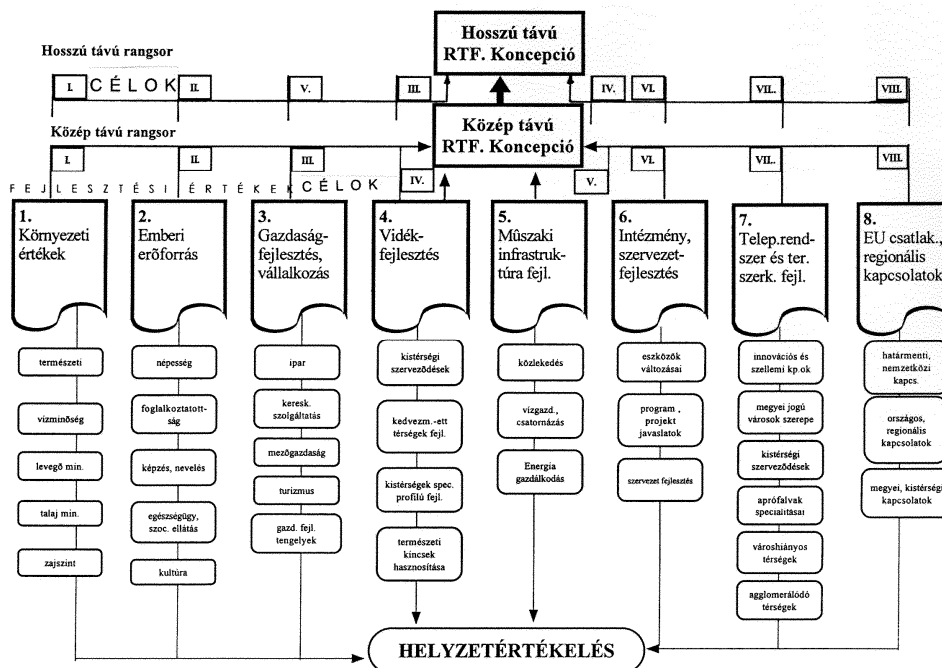 Hosszú távú
RTF. Koncepció
Hosszú távú rangsor
I.
CÉLOK
II.
V.
III.
IV.
VI.
VII.
VIII.
Közép távú
RTF. Koncepció
Közép távú rangsor
I.
II.
III.
IV.
V.
VI.
VII.
VIII.
FEJLESZTÉSI ÉRTÉKEK CÉLOK
1.
Környezeti
értékek
természeti
vízminőség
levegő min.
talaj min.
zajszint
2.
Emberi
erõforrás
népesség
foglalkoztatott-
ság
képzés, nevelés
egészségügy,
szoc. ellátás
kultúra
3.
Gazdaság-
fejlesztés,
vállalkozás
ipar
keresk.
szolgáltatás
mezőgazdaság
turizmus
gazd. fejl.
tengelyek
4.
Vidék-
fejlesztés
kistérségi
szerveződések
kedvezm.-ett
térségek fejl.
kistérségek spec.
profilú fejl.
természeti
kincsek
hasznosítása
5.
Mûszaki
infrastruk-
túra fejl.
közlekedés
vízgazd.,
csatornázás
Energia
gazdálkodás
6.
Intézmény,
szervezet-
fejlesztés
eszközök
változásai
program ,
projekt
javaslatok
szervezet fejlesztés
7.
Telep.rend-
szer és ter.
szerk. fejl.
innovációs és
szellemi kp.ok
megyei jogú
városok szerepe
kistérségi
szerveződések
aprófalvak
specialitásai
városhiányos
térségek
agglomerálódó
térségek
8.
EU csatlak.,
regionális
kapcsolatok
határmenti,
nemzetközi
kapcs.
országos,
regionális
kapcsolatok
megyei, kistérségi
kapcsolatok
HELYZETÉRTÉKELÉS